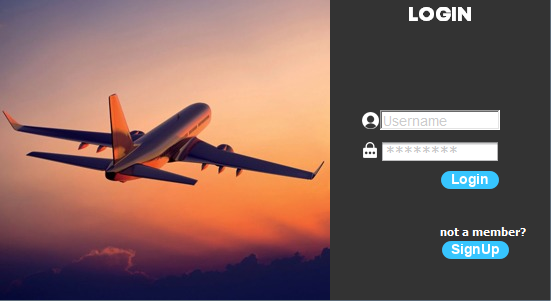 LOGIN
Username
********
Login
not a member?
SignUp